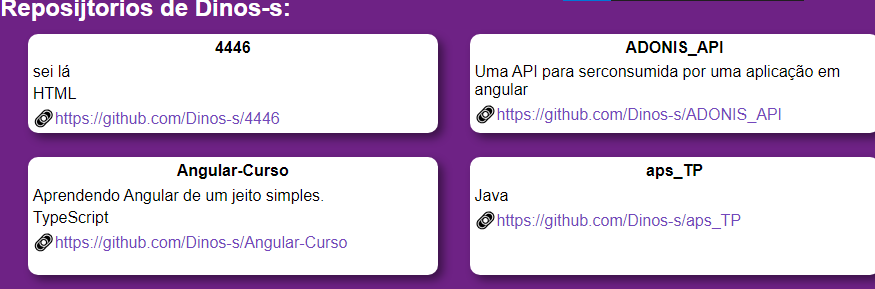 Reposijtorios de Dinos-s:
4446
sei lá
HTML
https://github.com/Dinos-s/4446
ADONIS_API
Uma API para serconsumida por uma aplicação em
angular
https://github.com/Dinos-s/ADONIS_API
Angular-Curso
Aprendendo Angular de um jeito simples.
TypeScript
https://github.com/Dinos-s/Angular-Curso
aps_TP
Java
https://github.com/Dinos-s/aps_TP